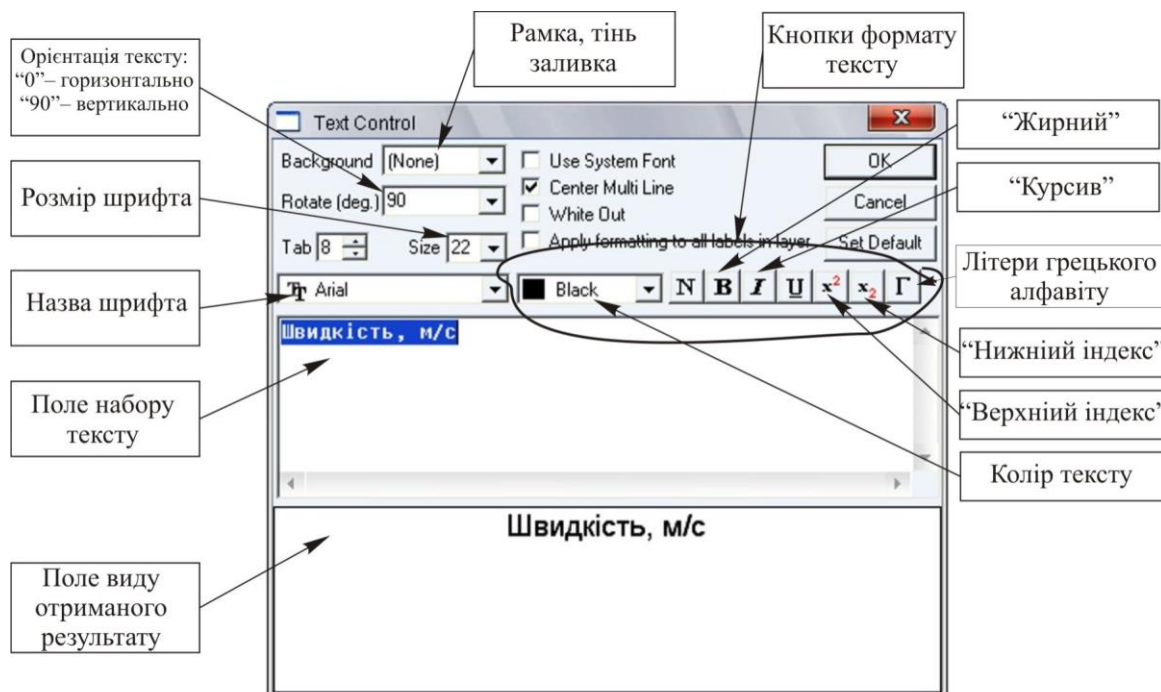 Рамка, тінь
заливка
Кнопки формату
тексту
Орієнтація тексту:
“0”– горизонтально
“90”– вертикально
“Жирний”
Розмір шрифта
“Курсив”
Назва шрифта
Літери грецького
алфавіту
“Нижніий індекс”
Поле набору
тексту
“Верхніий індекс”
Колір тексту
Поле виду
отриманого
результату
Text Control
Background (None) Use System Font OK
Rotate (deg.) 90 Center Multi Line Cancel
White Out
Tab 8 Size 22 Apply formatting to all labels in layer Set Default
Arial Black N B I U x² x₂ Γ
Швидкість, м/с
Швидкість, м/с